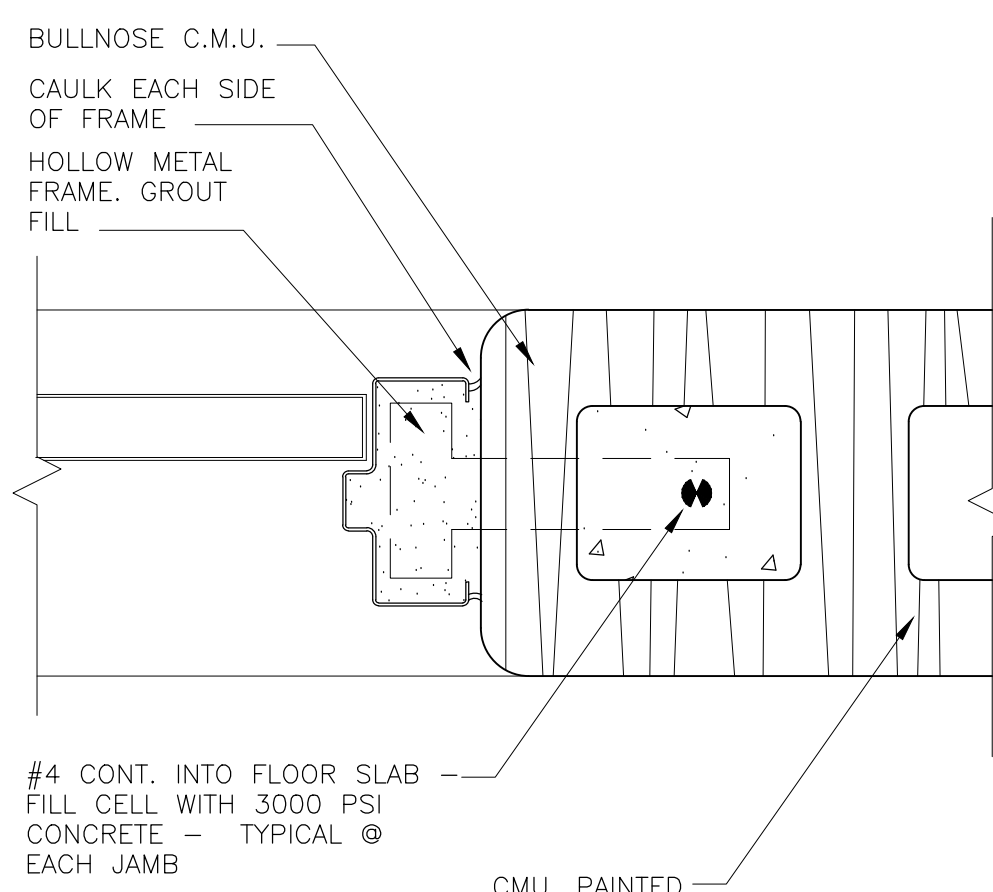 BULLNOSE C.M.U.
CAULK EACH SIDE
OF FRAME
HOLLOW METAL
FRAME. GROUT
FILL
#4 CONT. INTO FLOOR SLAB –
FILL CELL WITH 3000 PSI
CONCRETE – TYPICAL @
EACH JAMB
CMU PAINTED